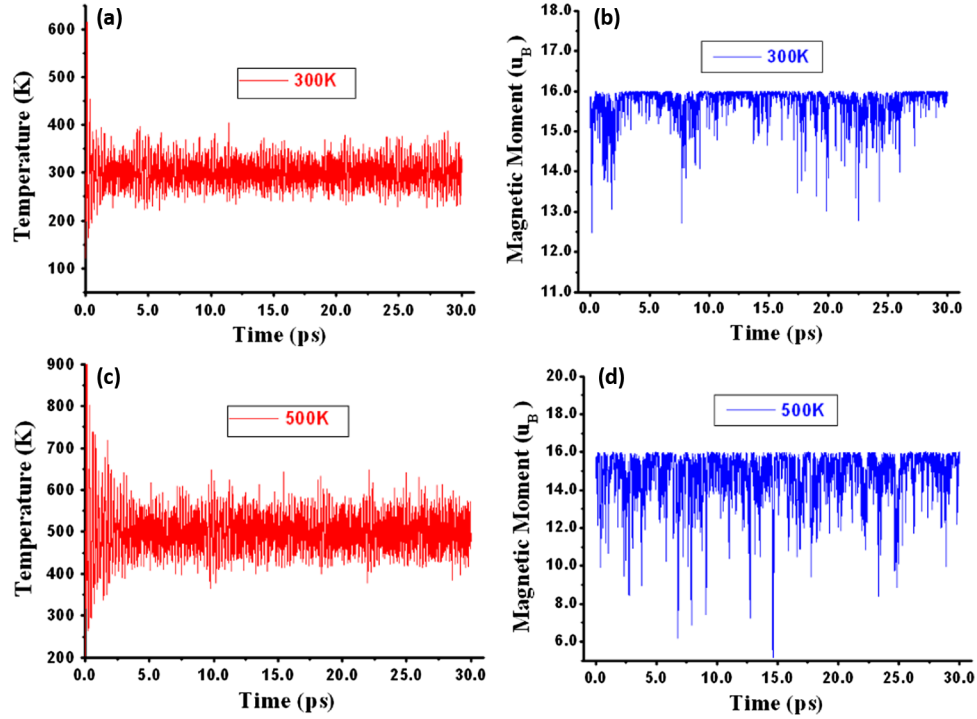 (a)
300K
Temperature (K)
600
500
400
300
200
100
0.0 5.0 10.0 15.0 20.0 25.0 30.0
Time (ps)
(b)
300K
Magnetic Moment (uB)
18.0
17.0
16.0
15.0
14.0
13.0
12.0
11.0
0.0 5.0 10.0 15.0 20.0 25.0 30.0
Time (ps)
(c)
500K
Temperature (K)
900
800
700
600
500
400
300
200
0.0 5.0 10.0 15.0 20.0 25.0 30.0
Time (ps)
(d)
500K
Magnetic Moment (uB)
20.0
18.0
16.0
14.0
12.0
10.0
8.0
6.0
0.0 5.0 10.0 15.0 20.0 25.0 30.0
Time (ps)